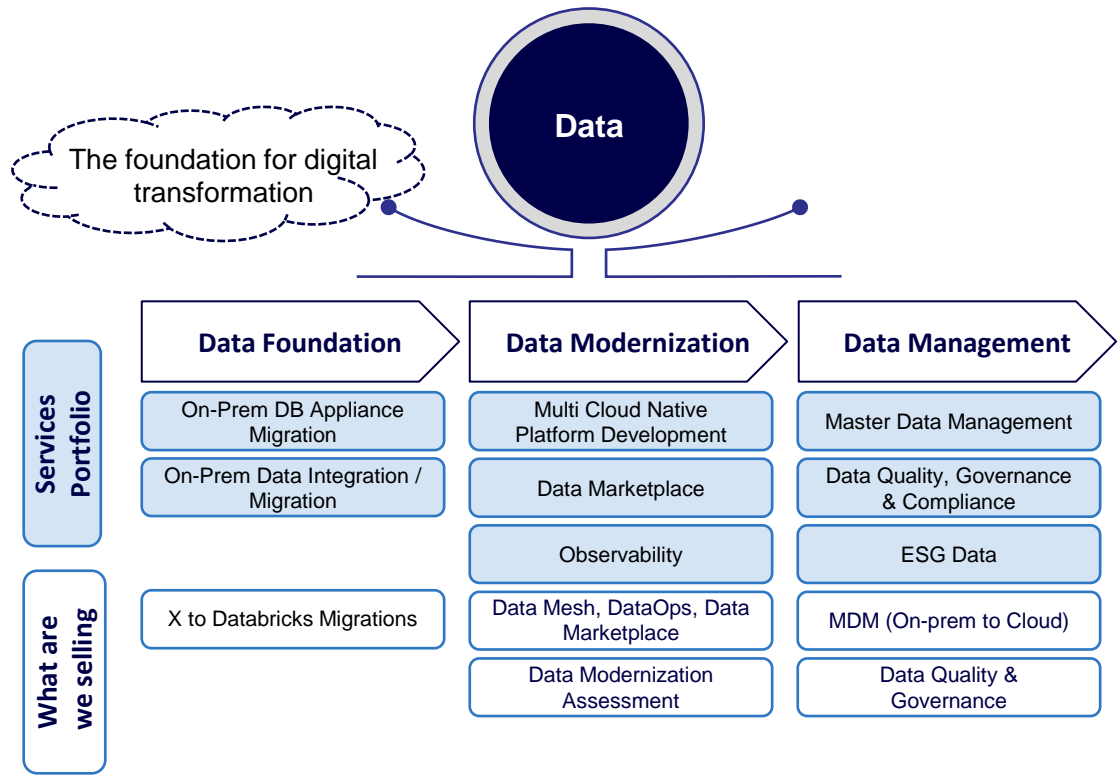 Data
The foundation for digital
transformation
Data Foundation
Data Modernization
Data Management
Services
Portfolio
On-Prem DB Appliance
Migration
Multi Cloud Native
Platform Development
Master Data Management
On-Prem Data Integration /
Migration
Data Marketplace
Data Quality, Governance
& Compliance
Observability
ESG Data
What are
we selling
X to Databricks Migrations
Data Mesh, DataOps, Data
Marketplace
MDM (On-prem to Cloud)
Data Modernization
Assessment
Data Quality &
Governance